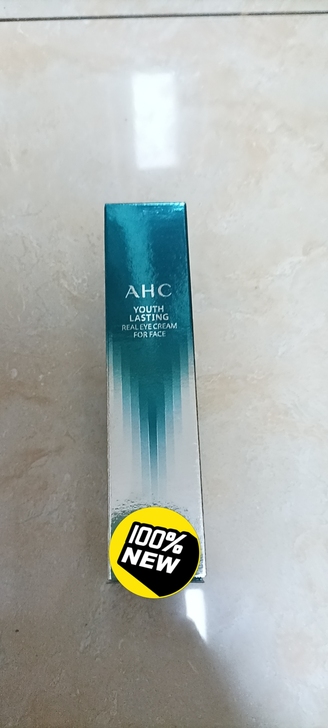 AHC
YOUTH
LASTING
REAL EYE CREAM
FOR FACE
100%
NEW